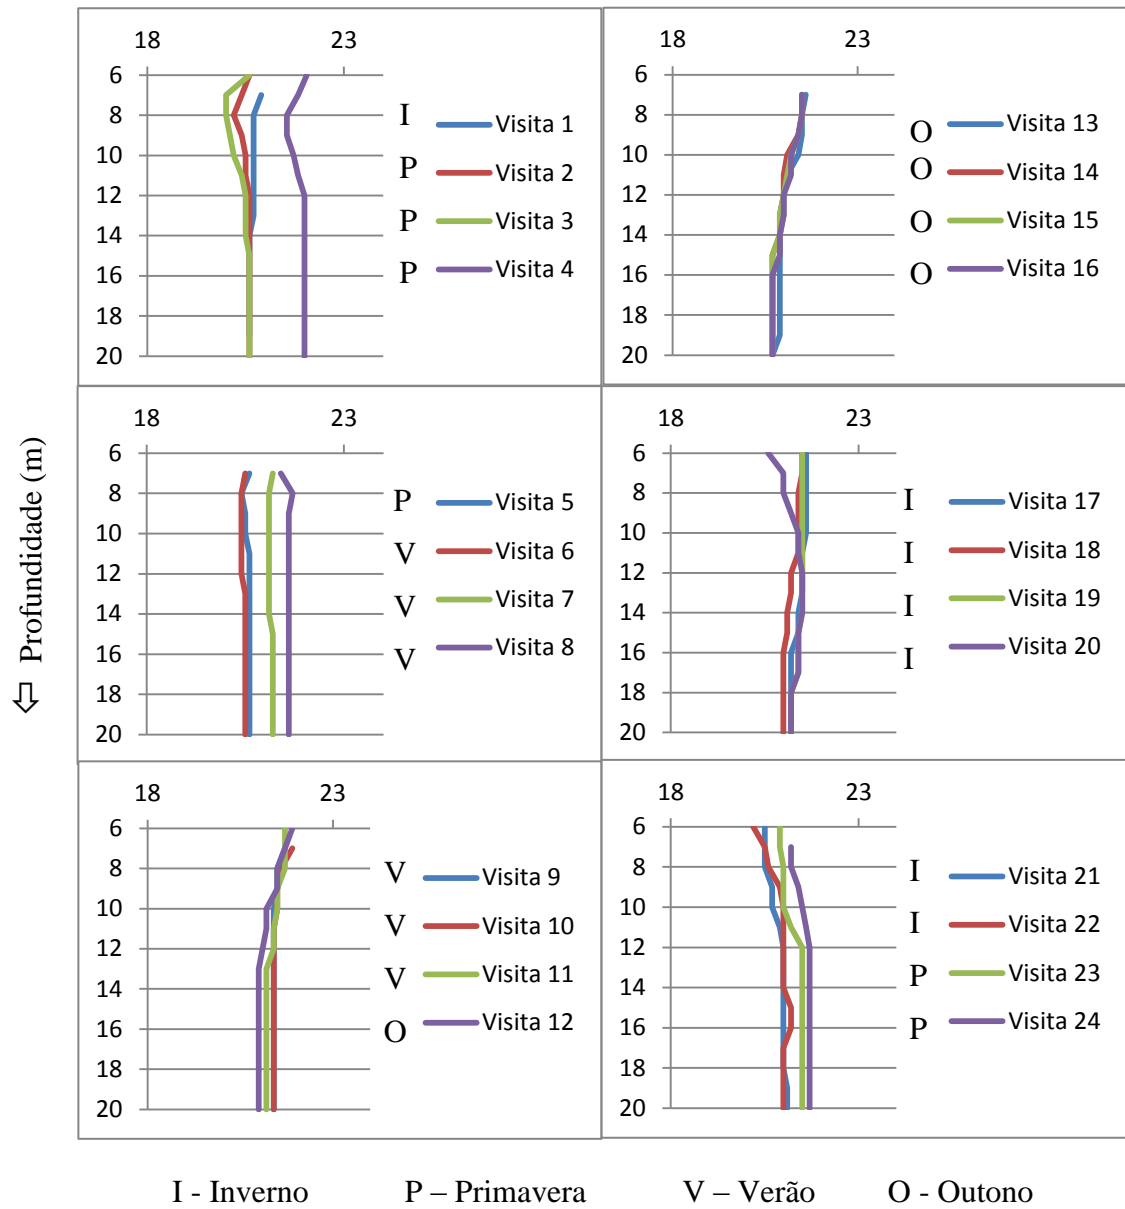 18 23
6
8
10
12
14
16
18
20
I Visita 1
P Visita 2
P Visita 3
P Visita 4
18 23
6
8
10
12
14
16
18
20
O Visita 13
O Visita 14
O Visita 15
O Visita 16
Profundidade (m)
18 23
6
8
10
12
14
16
18
20
P Visita 5
V Visita 6
V Visita 7
V Visita 8
18 23
6
8
10
12
14
16
18
20
I Visita 17
I Visita 18
I Visita 19
I Visita 20
18 23
6
8
10
12
14
16
18
20
V Visita 9
V Visita 10
V Visita 11
O Visita 12
18 23
6
8
10
12
14
16
18
20
I Visita 21
I Visita 22
P Visita 23
P Visita 24
I - Inverno P – Primavera V – Verão O - Outono